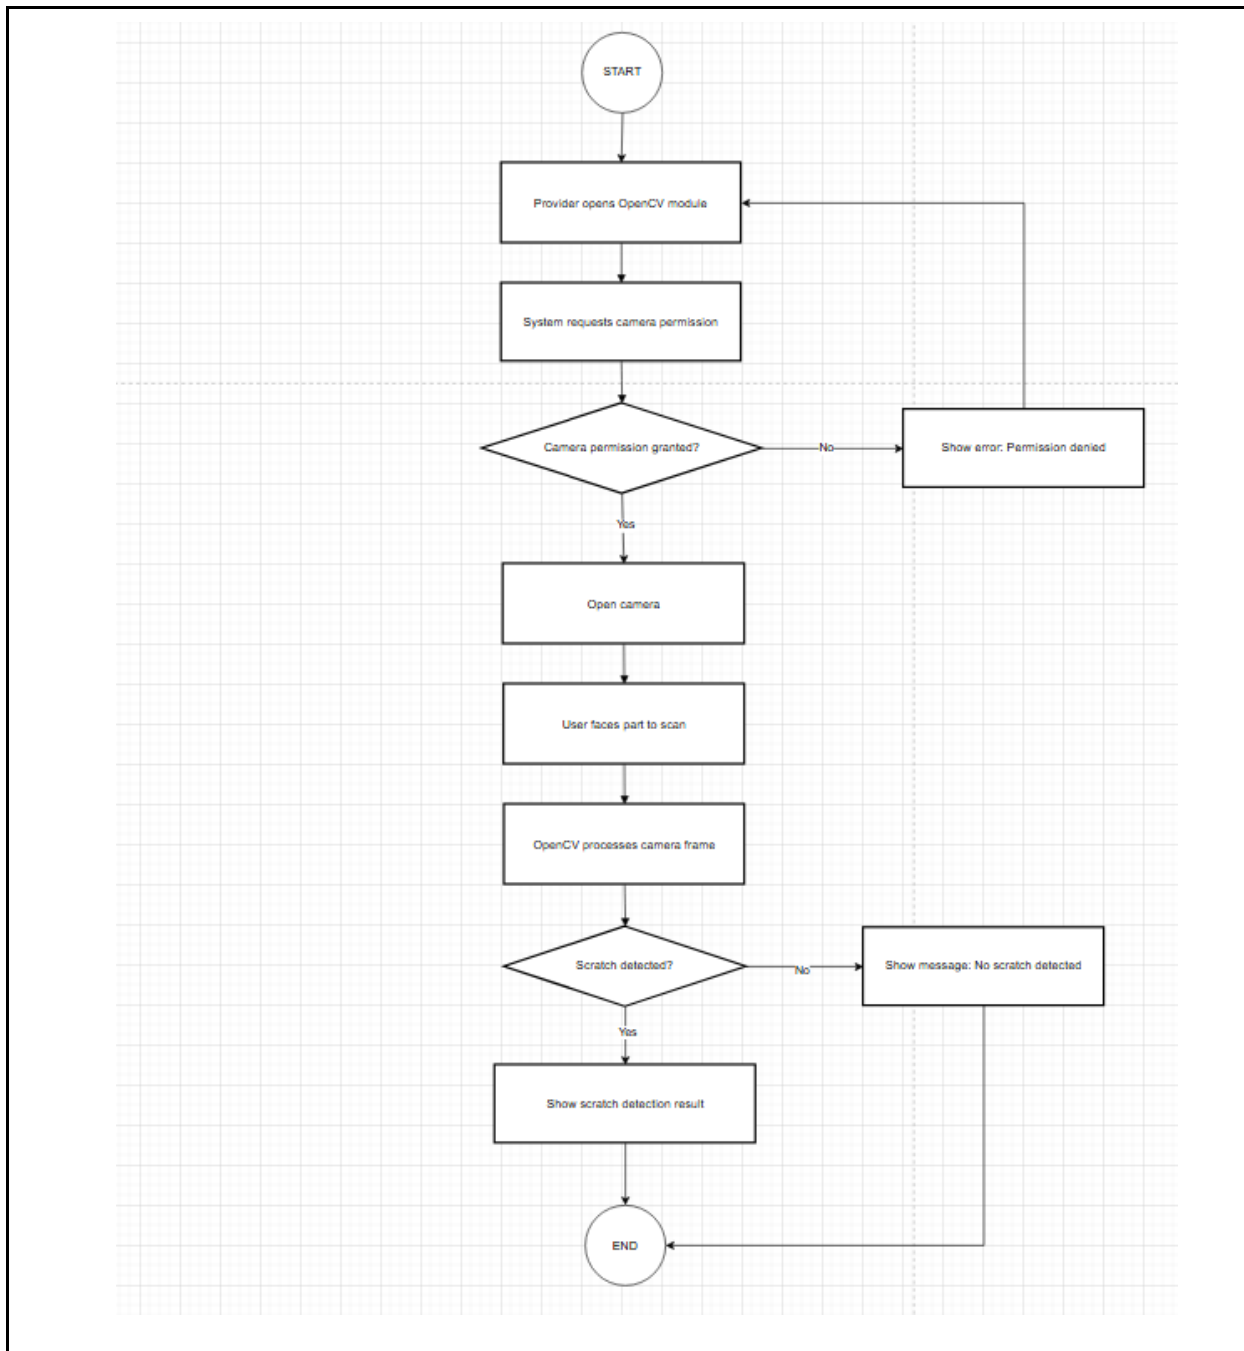 START
Provider opens OpenCV module
System requests camera permission
Camera permission granted?
No
Show error: Permission denied
Yes
Open camera
User faces part to scan
OpenCV processes camera frame
Scratch detected?
No
Show message: No scratch detected
Yes
Show scratch detection result
END